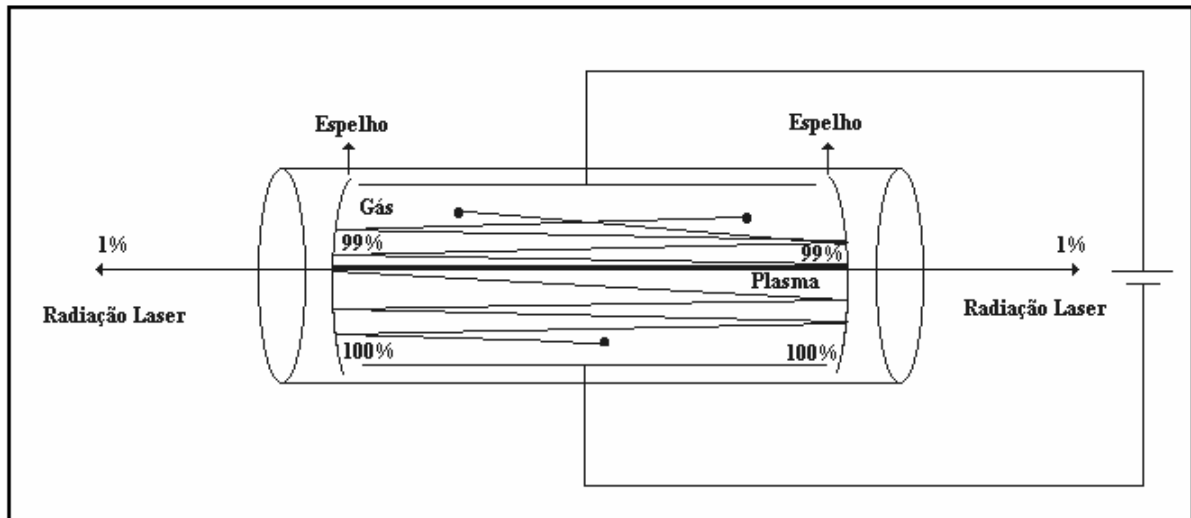 Espelho
Espelho
Gás
1%
99%
99%
1%
Plasma
Radiação Laser
Radiação Laser
100%
100%